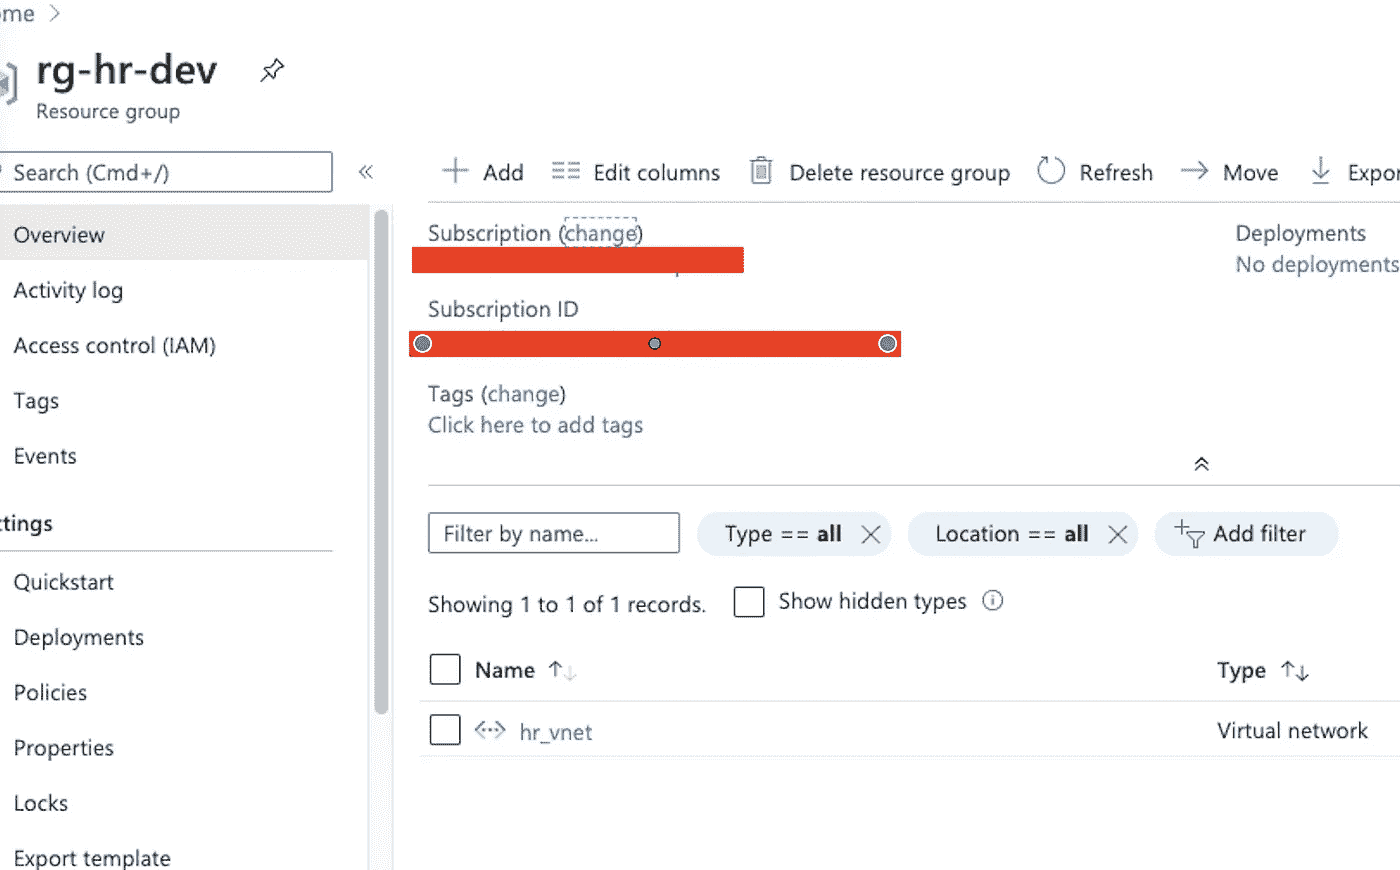 ome
rg-hr-dev
Resource group
Search (Cmd+/)
Add Edit columns Delete resource group Refresh Move Expor
Overview
Activity log
Access control (IAM)
Tags
Events
ttings
Quickstart
Deployments
Policies
Properties
Locks
Export template
Subscription (change)
Subscription ID
Tags (change)
Click here to add tags
Deployments
No deployments
Filter by name... Type == all Location == all Add filter
Showing 1 to 1 of 1 records. Show hidden types
Name Type
hr_vnet Virtual network